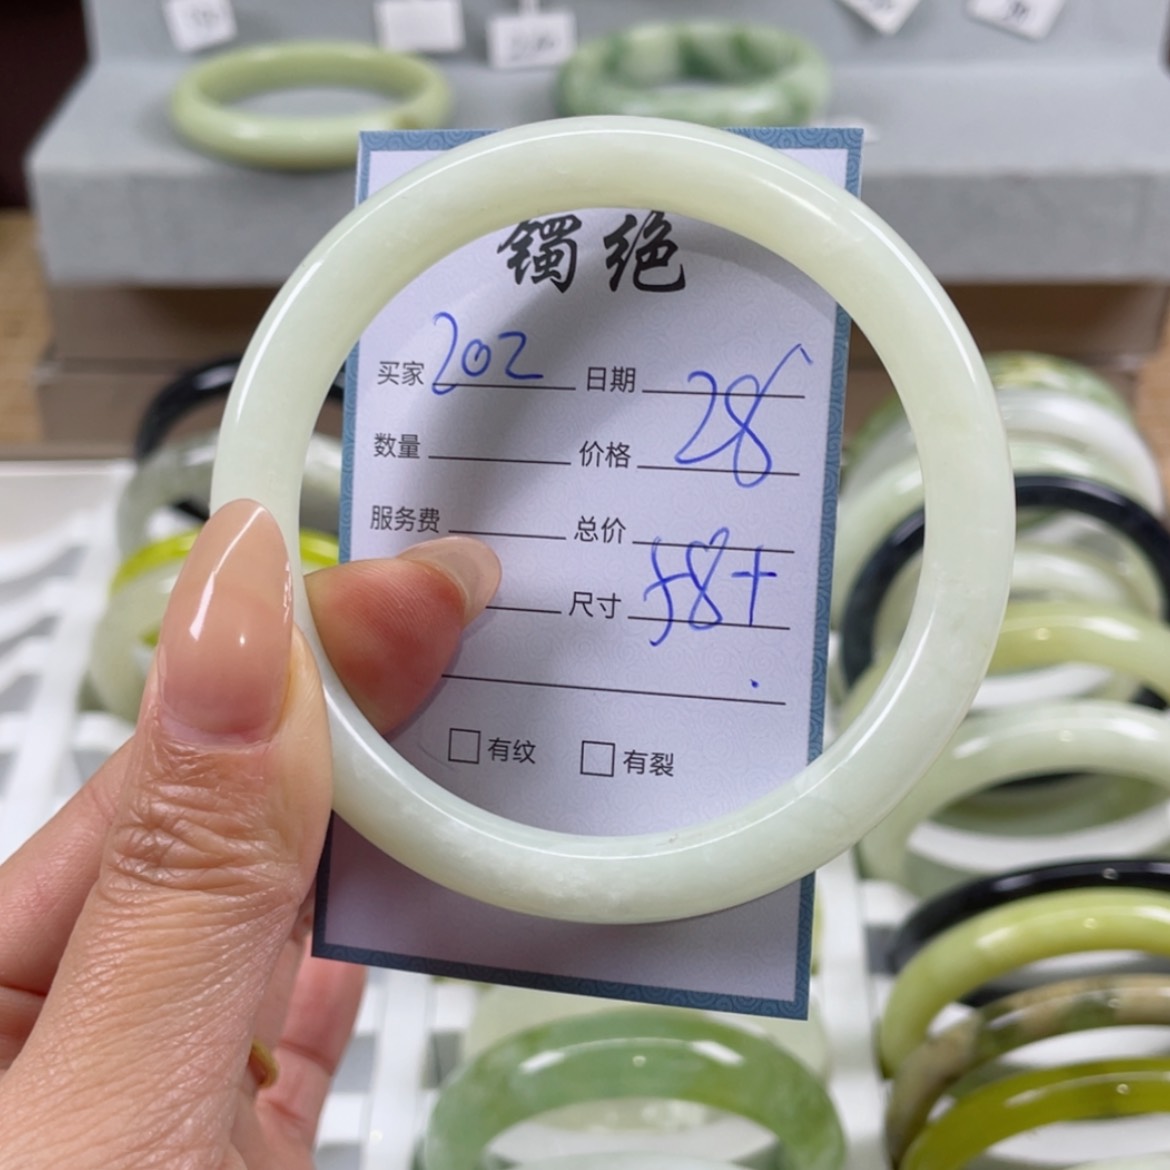 镯绝
买家 202 日期
数量 价格 28
服务费 总价
尺寸 58+
有纹 有裂